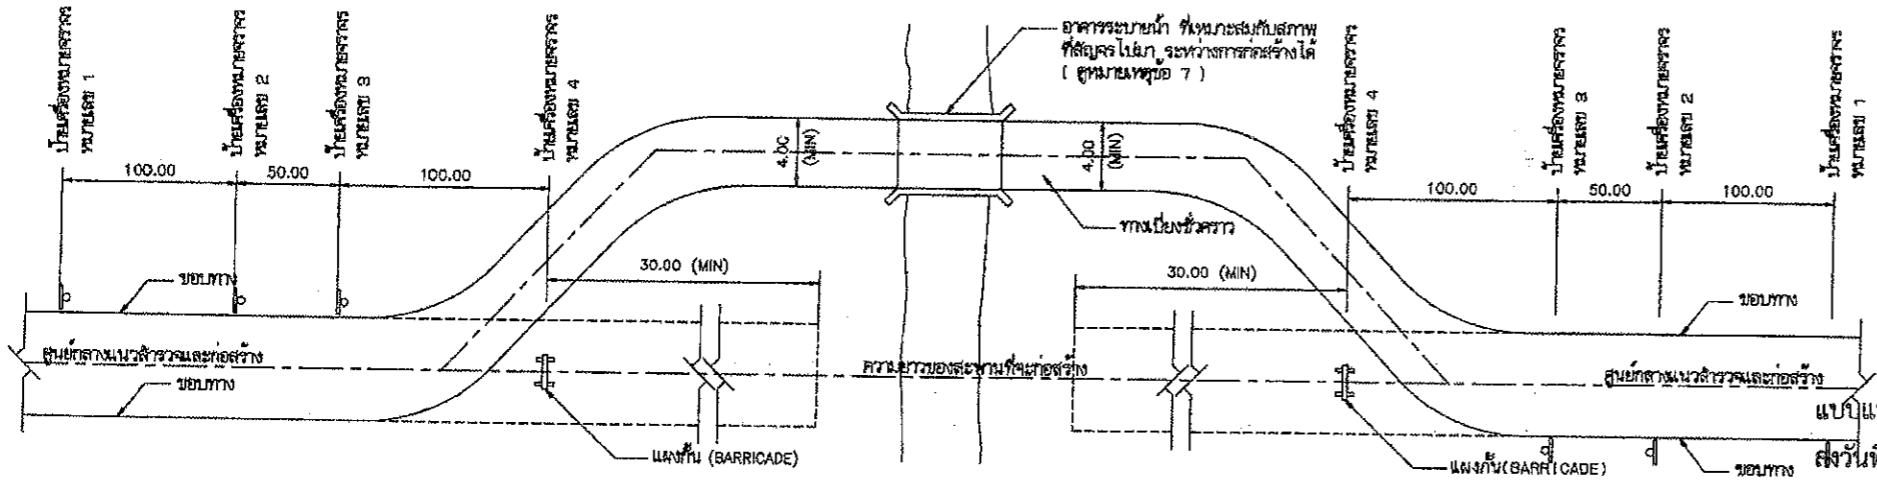 ป้ายเครื่องหมายจราจร
หมายเลข 1
ป้ายเครื่องหมายจราจร
หมายเลข 2
ป้ายเครื่องหมายจราจร
หมายเลข 3
ป้ายเครื่องหมายจราจร
หมายเลข 4
อาคารระบายน้ำ ที่เหมาะสมกับสภาพ
ที่สัญจรไปมา ระหว่างการก่อสร้างได้
( ดูหมายเหตุข้อ 7 )
ป้ายเครื่องหมายจราจร
หมายเลข 4
ป้ายเครื่องหมายจราจร
หมายเลข 3
ป้ายเครื่องหมายจราจร
หมายเลข 2
ป้ายเครื่องหมายจราจร
หมายเลข 1
100.00
50.00
100.00
4.00
(MIN)
4.00
(MIN)
100.00
50.00
100.00
ทางเบี่ยงชั่วคราว
30.00 (MIN)
30.00 (MIN)
ขอบทาง
ขอบทาง
ศูนย์กลางแนวสำรวจและก่อสร้าง
ความยาวของสะพานที่จะก่อสร้าง
ศูนย์กลางแนวสำรวจและก่อสร้าง
ขอบทาง
แผงกั้น (BARRICADE)
แผงกั้น(BARRICADE)
ขอบทาง